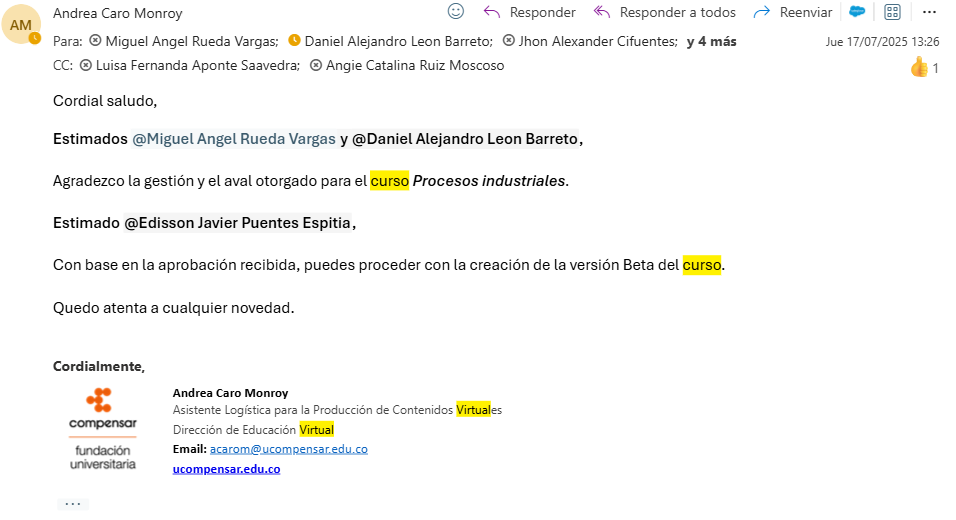 AM
Andrea Caro Monroy
Responder
Responder a todos
Reenviar
Para: Miguel Angel Rueda Vargas; Daniel Alejandro Leon Barreto; Jhon Alexander Cifuentes; y 4 más
Jue 17/07/2025 13:26
CC: Luisa Fernanda Aponte Saavedra; Angie Catalina Ruiz Moscoso
1
Cordial saludo,
Estimados @Miguel Angel Rueda Vargas y @Daniel Alejandro Leon Barreto,
Agradezco la gestión y el aval otorgado para el curso Procesos industriales.
Estimado @Edisson Javier Puentes Espitia,
Con base en la aprobación recibida, puedes proceder con la creación de la versión Beta del curso.
Quedo atenta a cualquier novedad.
Cordialmente,
compensar
fundación
universitaria
Andrea Caro Monroy
Asistente Logística para la Producción de Contenidos Virtuales
Dirección de Educación Virtual
Email: acarom@ucompensar.edu.co
ucompensar.edu.co